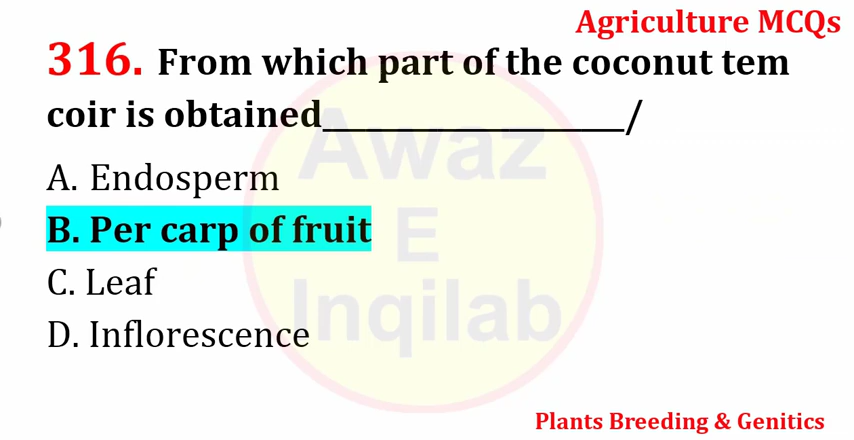 Agriculture MCQs
316. From which part of the coconut tem
coir is obtained____________________/
A. Endosperm
B. Per carp of fruit
C. Leaf
D. Inflorescence
Awaz
E
Inqilab
Plants Breeding & Genitics